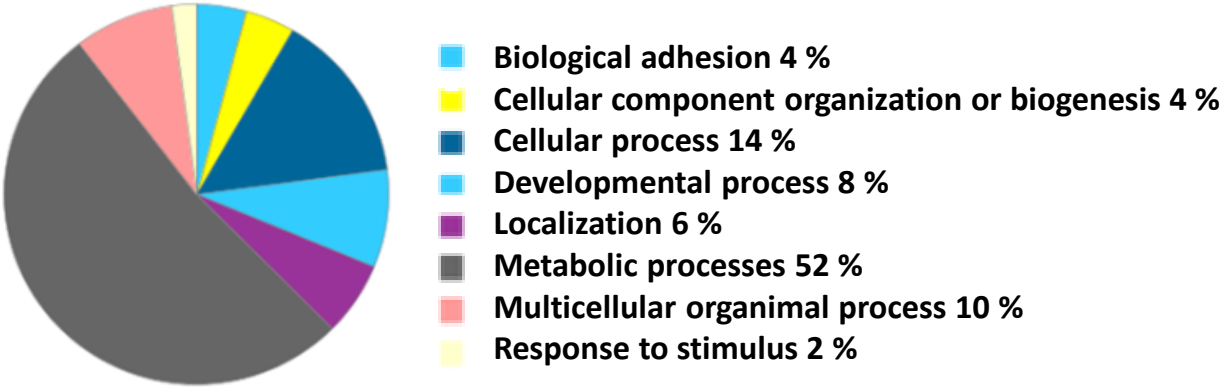 Biological adhesion 4 %
Cellular component organization or biogenesis 4 %
Cellular process 14 %
Developmental process 8 %
Localization 6 %
Metabolic processes 52 %
Multicellular organimal process 10 %
Response to stimulus 2 %